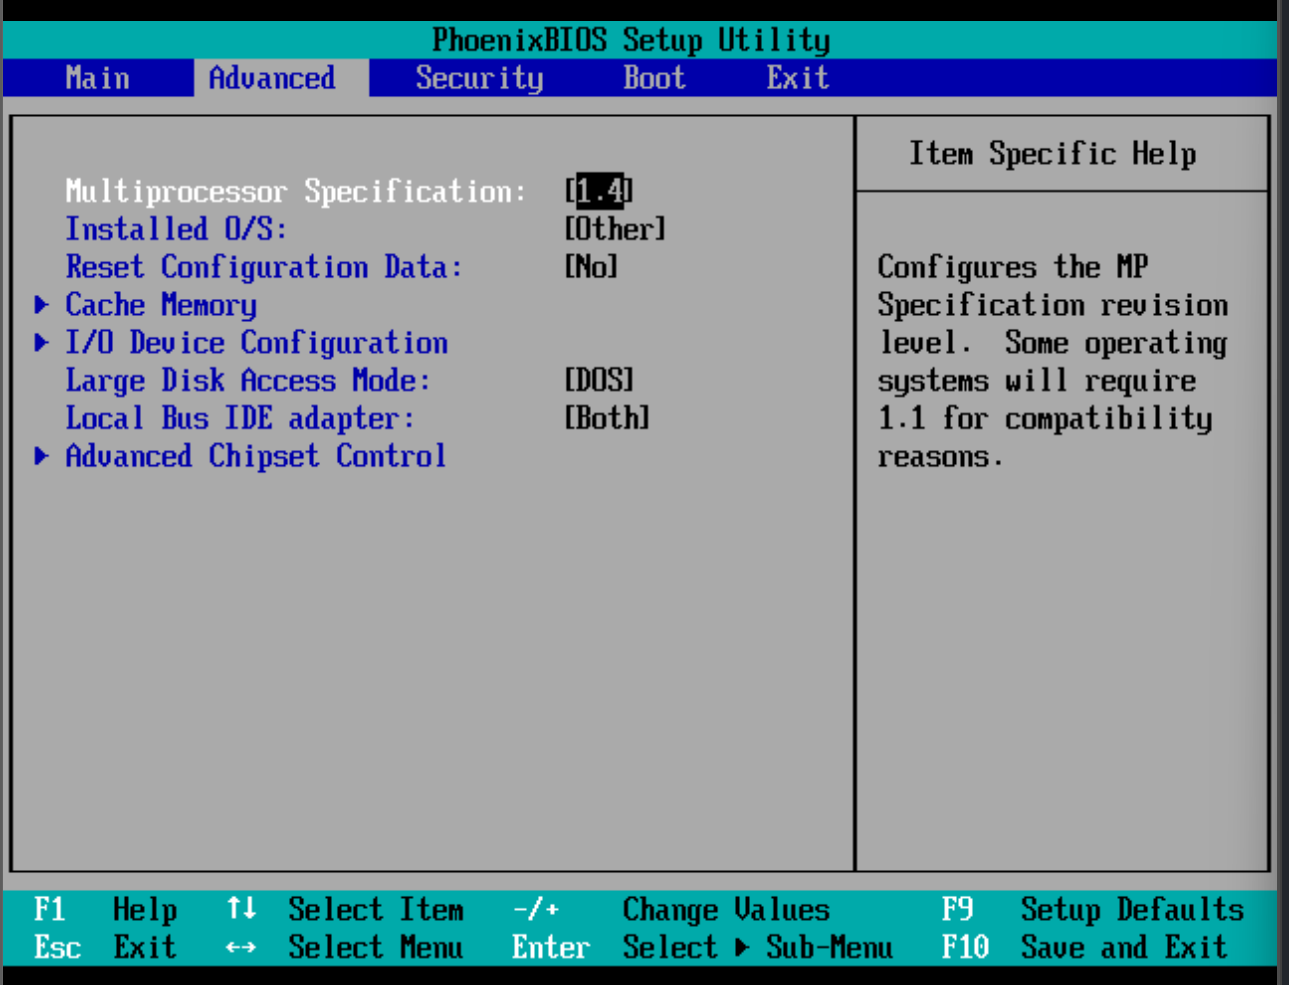 PhoenixBIOS Setup Utility
Main Advanced Security Boot Exit
Multiprocessor Specification: [1.4]
Installed O/S: [Other]
Reset Configuration Data: [No]
Cache Memory
I/O Device Configuration
Large Disk Access Mode: [DOS]
Local Bus IDE adapter: [Both]
Advanced Chipset Control
Item Specific Help
Configures the MP
Specification revision
level. Some operating
systems will require
1.1 for compatibility
reasons.
F1 Help ↑↓ Select Item -/+ Change Values F9 Setup Defaults
Esc Exit ↔ Select Menu Enter Select ▶ Sub-Menu F10 Save and Exit